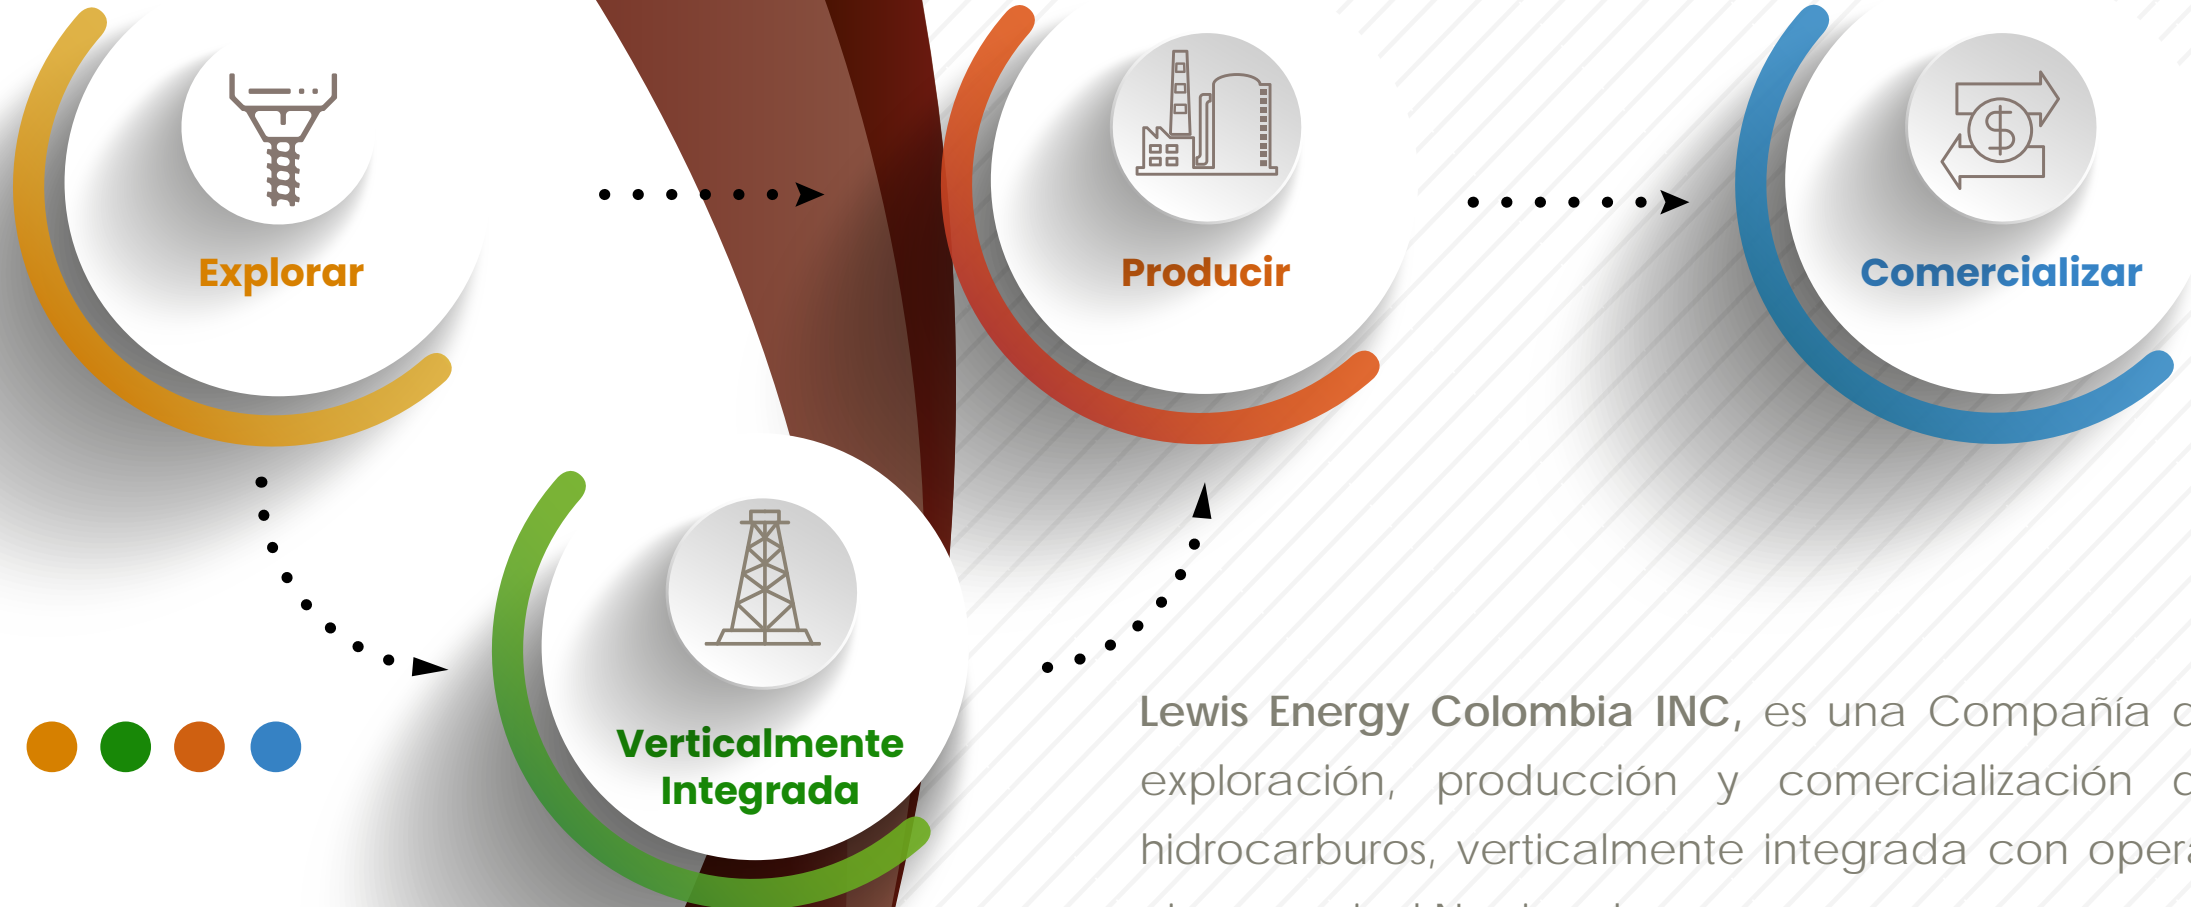 Explorar
Producir
Comercializar
Verticalmente
Integrada
Lewis Energy Colombia INC, es una Compañía
exploración, producción y comercialización
hidrocarburos, verticalmente integrada con